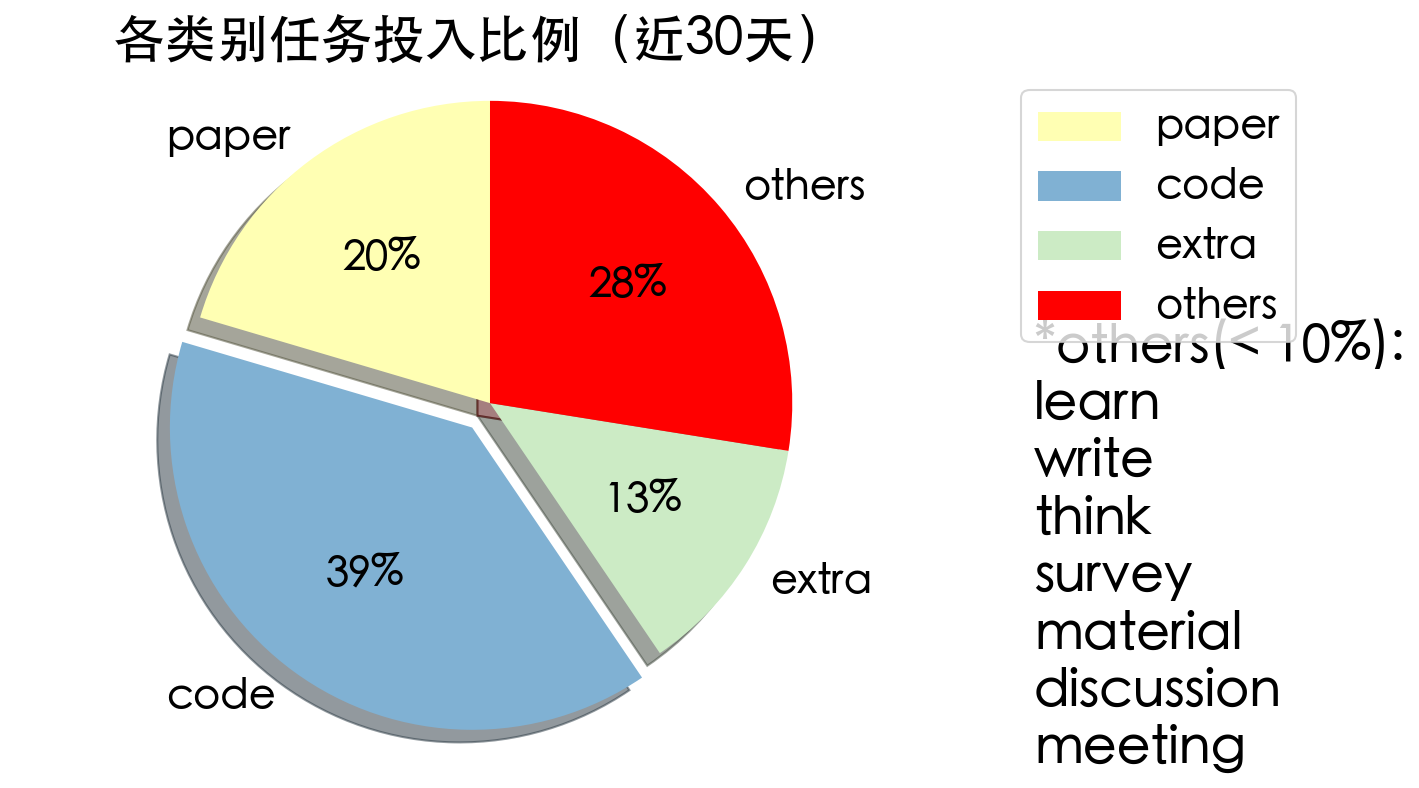 各类别任务投入比例（近30天）
paper
others
20%
28%
39%
13%
extra
code
paper
code
extra
others
*others(< 10%):
learn
write
think
survey
material
discussion
meeting